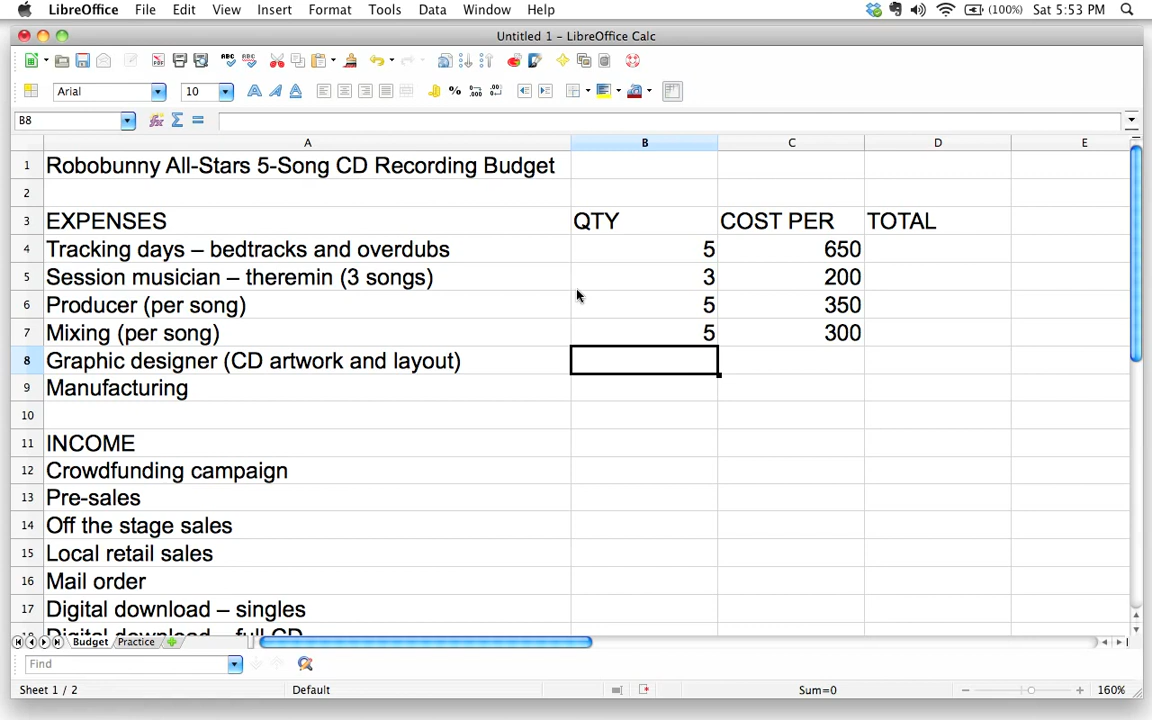 LibreOffice File Edit View Insert Format Tools Data Window Help (100%) Sat 5:53 PM
Untitled 1 – LibreOffice Calc
Arial 10
B8
A B C D E
1 Robobunny All-Stars 5-Song CD Recording Budget
2
3 EXPENSES QTY COST PER TOTAL
4 Tracking days – bedtracks and overdubs 5 650
5 Session musician – theremin (3 songs) 3 200
6 Producer (per song) 5 350
7 Mixing (per song) 5 300
8 Graphic designer (CD artwork and layout)
9 Manufacturing
10
11 INCOME
12 Crowdfunding campaign
13 Pre-sales
14 Off the stage sales
15 Local retail sales
16 Mail order
17 Digital download – singles
18 Digital download – full CD
Budget Practice
Find
Sheet 1 / 2 Default Sum=0 160%